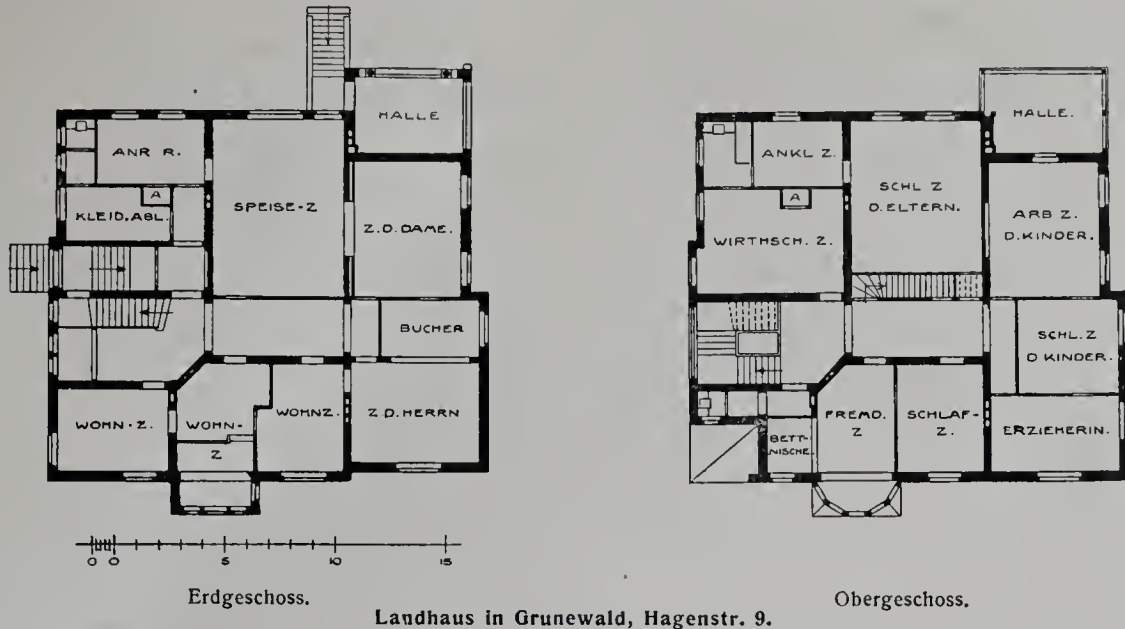 HALLE
ANR R.
A
KLEID. ABL.
SPEISE-Z
Z.D. DAME.
BUCHER
WOHN-Z.
WOHN-
Z
WOHNZ.
Z D. HERRN
0 0 5 10 15
Erdgeschoss.
HALLE.
ANKL Z.
A
SCHL Z
D. ELTERN.
ARB Z.
D. KINDER.
WIRTHSCH. Z.
SCHL. Z
D KINDER.
FREMD.
Z
SCHLAF-
Z.
BETT-
NISCHE.
ERZIEHERIN.
Obergeschoss.
Landhaus in Grunewald, Hagenstr. 9.